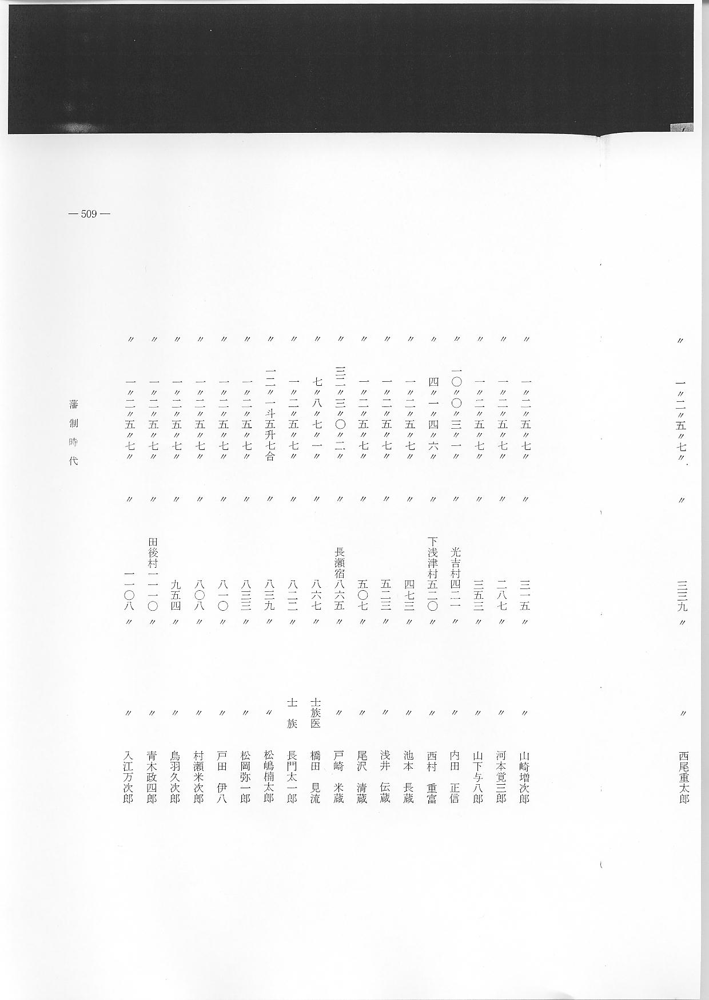 〃 一〃二〃五〃七〃 〃 三三九〃 〃 西尾重太郎
〃 一〃二〃五〃七〃 〃 三一五〃 〃 山崎増次郎
〃 一〃二〃五〃七〃 〃 二八七〃 〃 河本覚三郎
〃 一〃二〃五〃七〃 〃 三五三〃 〃 山下与八郎
〃 一〇〃〇〃三〃一〃 〃 光吉村四二一〃 〃 内田 正信
〃 四〃一〃四〃六〃 〃 下浅津村五二〇〃 〃 西村 重富
〃 一〃二〃五〃七〃 〃 四七三〃 〃 池本 長蔵
〃 一〃二〃五〃七〃 〃 五二三〃 〃 浅井 伝蔵
〃 一〃二〃五〃七〃 〃 五〇七〃 〃 尾沢 清蔵
〃 三二〃三〃〇〃二〃 〃 長瀬宿八六五〃 〃 戸崎 米蔵
〃 七〃八〃七〃一〃 〃 八六七〃 士族医 橋田 見流
〃 一〃二〃五〃七〃 〃 八二二〃 士 族 長門太一郎
〃 一二〃一斗五升七合 〃 八三九〃 〃 松嶋楠太郎
〃 一〃二〃五〃七〃 〃 八三三〃 〃 松岡弥一郎
〃 一〃二〃五〃七〃 〃 八一〇〃 〃 戸田 伊八
〃 一〃二〃五〃七〃 〃 八〇八〃 〃 村瀬米次郎
〃 一〃二〃五〃七〃 〃 九五四〃 〃 鳥羽久次郎
〃 一〃二〃五〃七〃 〃 田後村一一一〇〃 〃 青木政四郎
〃 一〃二〃五〃七〃 〃 一一〇八〃 〃 入江万次郎
藩制時代
— 509 —